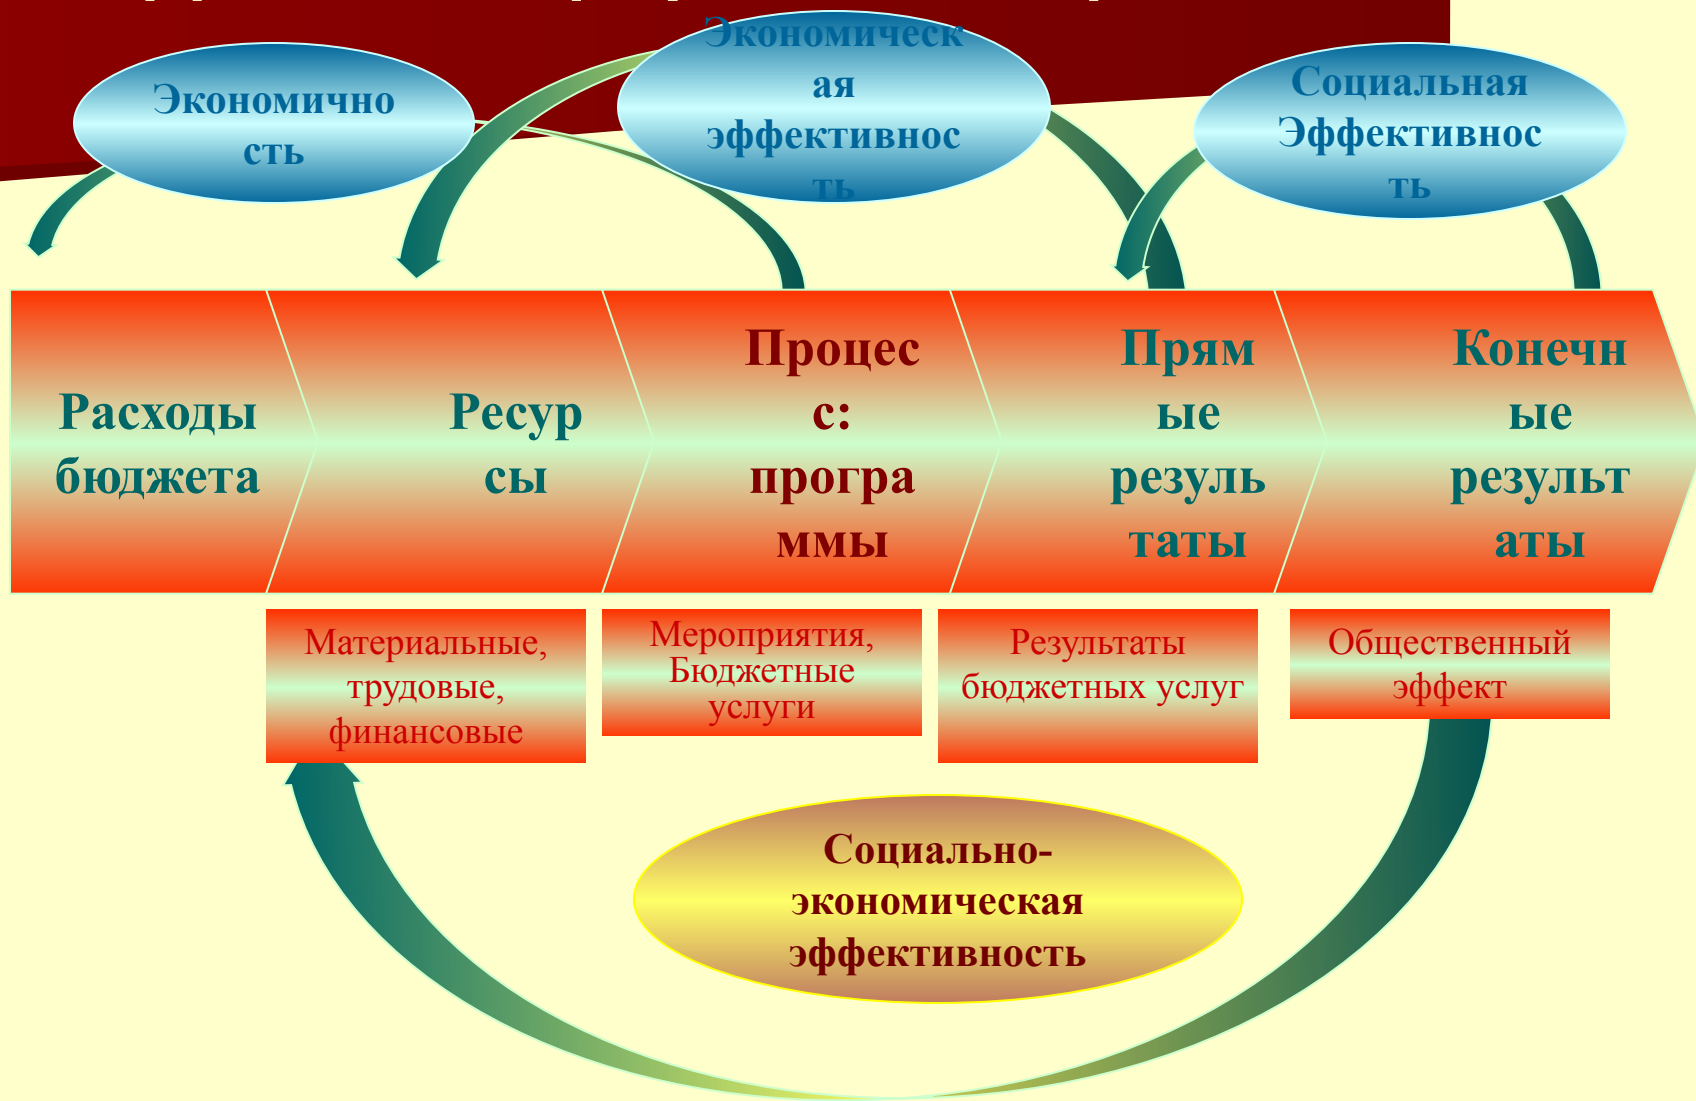 Экономично
сть
Экономическ
ая
эффективнос
ть
Социальная
Эффективнос
ть
Расходы
бюджета
Ресур
сы
Процес
с:
програ
ммы
Прям
ые
резуль
таты
Конечн
ые
результ
аты
Материальные,
трудовые,
финансовые
Мероприятия,
Бюджетные
услуги
Результаты
бюджетных услуг
Общественный
эффект
Социально-
экономическая
эффективность